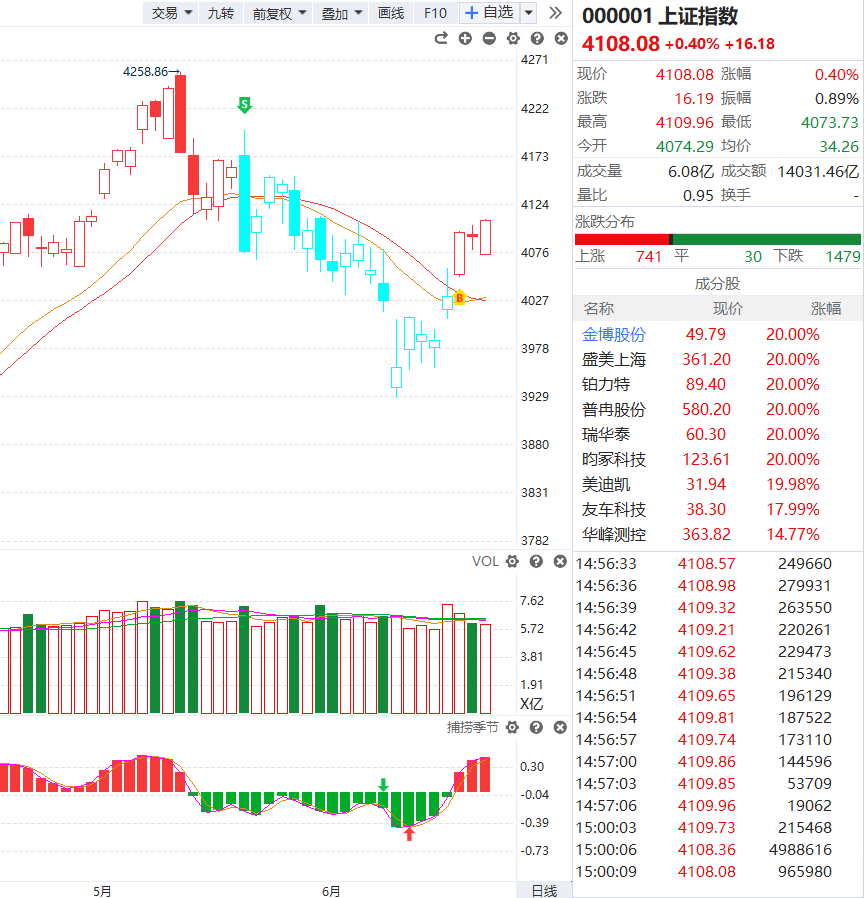 交易 九转 前复权 叠加 画线 F10 +自选
4258.86→
S
B
4271
4222
4173
4124
4076
4027
3978
3929
3880
3831
3782
VOL
7.62
5.72
3.81
1.91
X亿
捕捞季节
0.30
-0.04
-0.39
-0.73
5月 6月 日线
000001 上证指数
4108.08 +0.40% +16.18
现价 4108.08 涨幅 0.40%
涨跌 16.19 振幅 0.89%
最高 4109.96 最低 4073.73
今开 4074.29 均价 34.26
成交量 6.08亿 成交额 14031.46亿
量比 0.95 换手 -
涨跌分布
上涨 741 平 30 下跌 1479
成分股
名称 现价 涨幅
金博股份 49.79 20.00%
盛美上海 361.20 20.00%
铂力特 89.40 20.00%
普冉股份 580.20 20.00%
瑞华泰 60.30 20.00%
昀冢科技 123.61 20.00%
美迪凯 31.94 19.98%
友车科技 38.30 17.99%
华峰测控 363.82 14.77%
14:56:33 4108.57 249660
14:56:36 4108.98 279931
14:56:39 4109.32 263550
14:56:42 4109.21 220261
14:56:45 4109.62 229473
14:56:48 4109.38 215340
14:56:51 4109.65 196129
14:56:54 4109.81 187522
14:56:57 4109.74 173110
14:57:00 4109.86 144596
14:57:03 4109.85 53709
14:57:06 4109.96 19062
15:00:03 4109.73 215468
15:00:06 4108.36 4988616
15:00:09 4108.08 965980